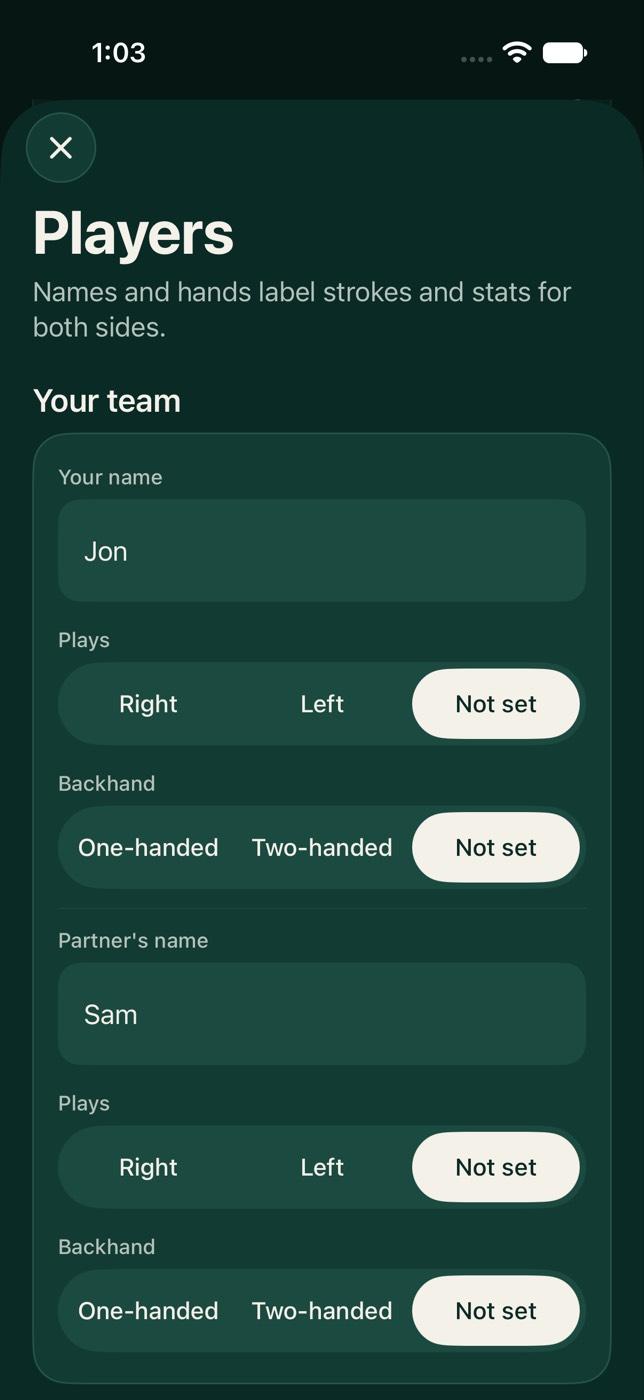 1:03
Players
Names and hands label strokes and stats for
both sides.
Your team
Your name
Jon
Plays
Right Left Not set
Backhand
One-handed Two-handed Not set
Partner's name
Sam
Plays
Right Left Not set
Backhand
One-handed Two-handed Not set